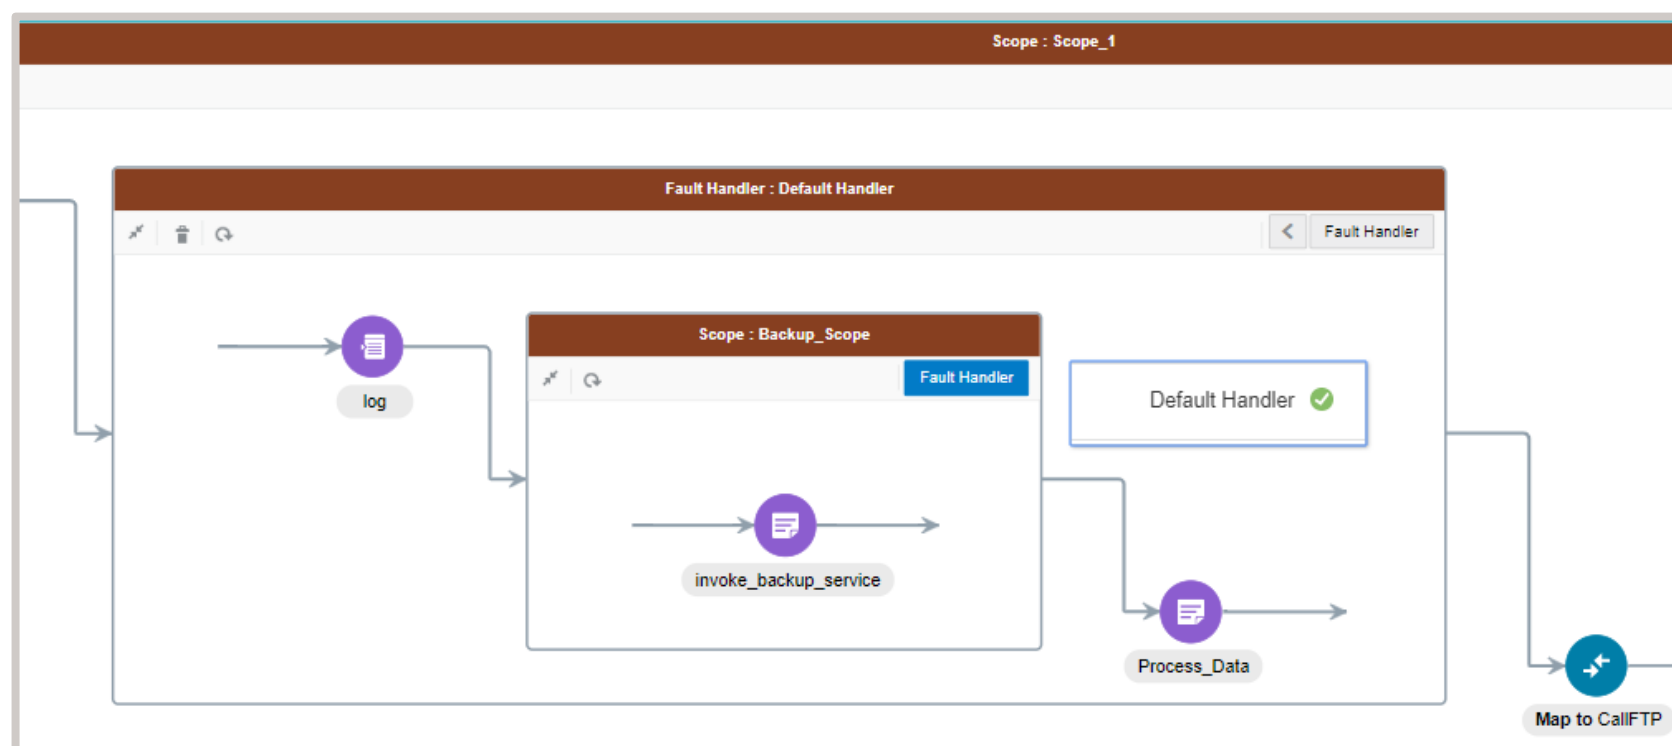 Scope : Scope_1
Fault Handler : Default Handler
Fault Handler
log
Scope : Backup_Scope
Fault Handler
Default Handler
invoke_backup_service
Process_Data
Map to CallFTP